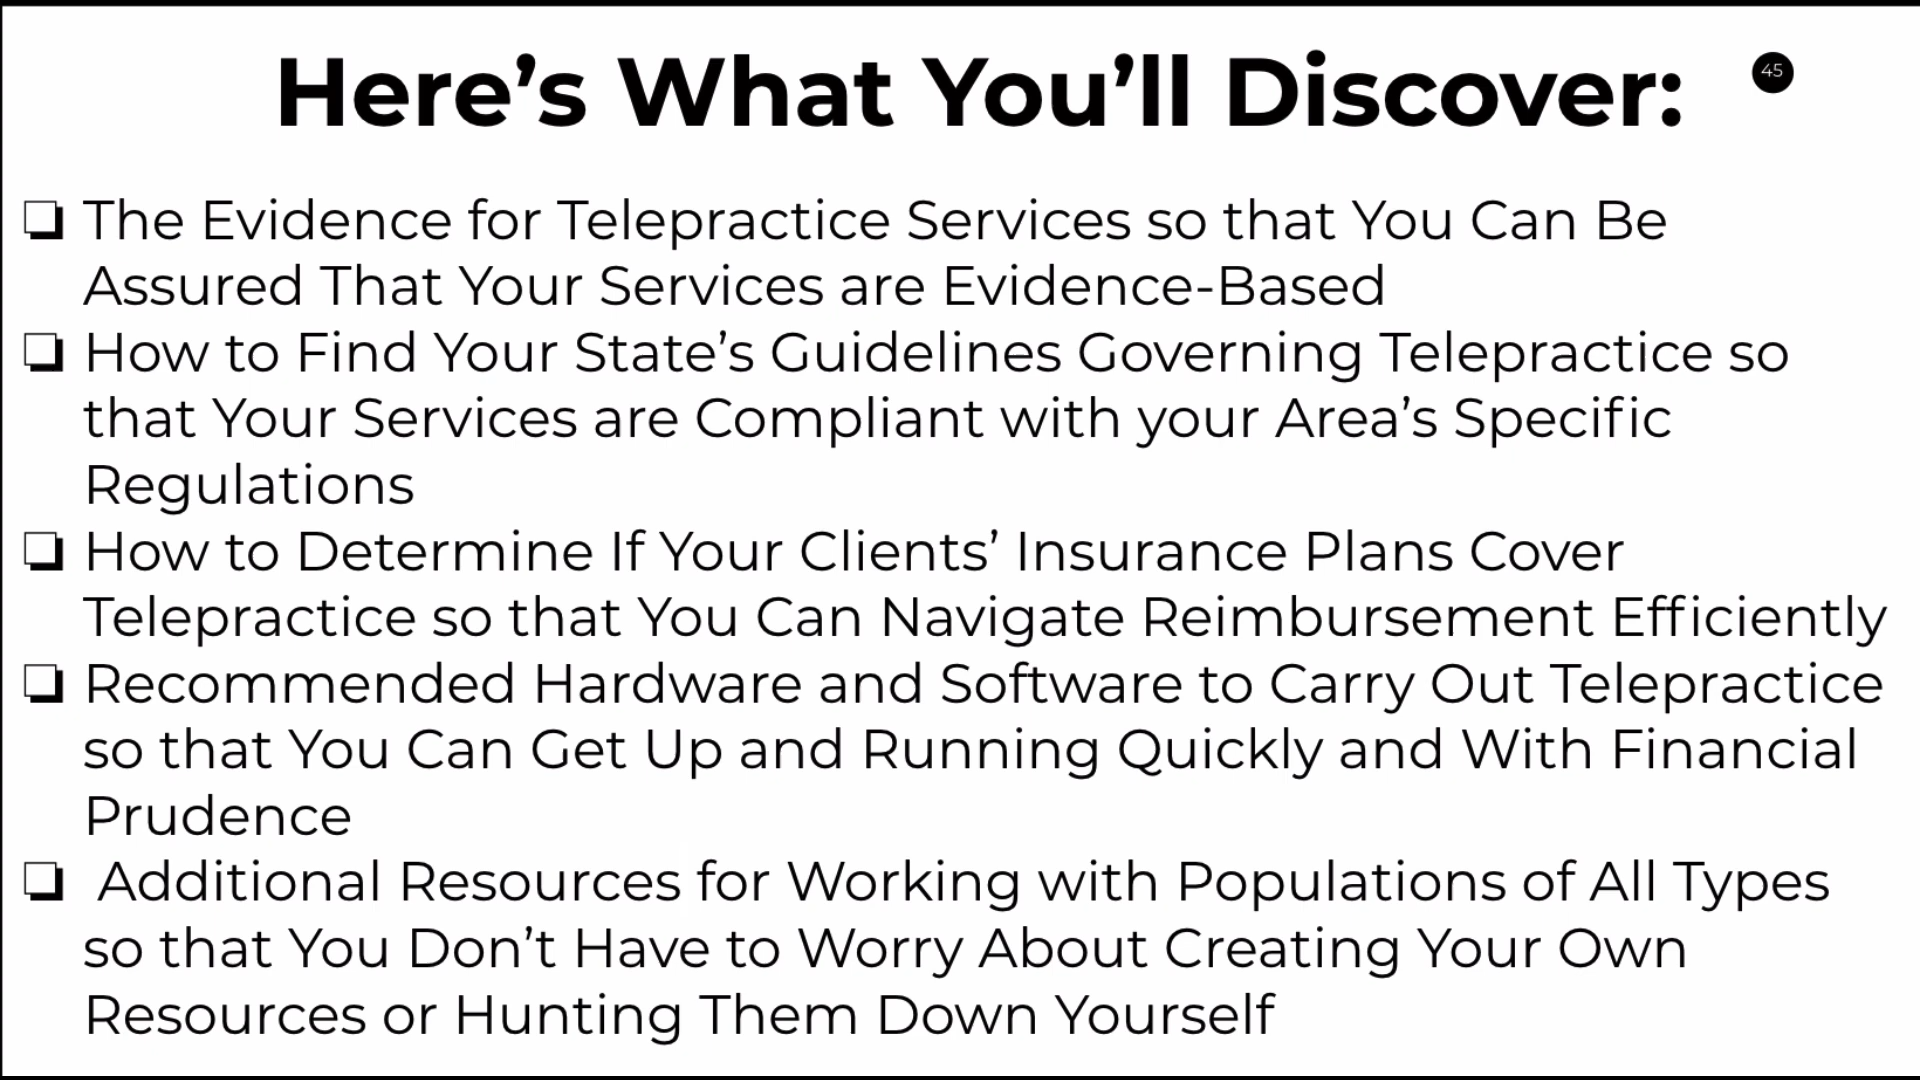 Here’s What You’ll Discover:
45
❏ The Evidence for Telepractice Services so that You Can Be
Assured That Your Services are Evidence-Based
❏ How to Find Your State’s Guidelines Governing Telepractice so
that Your Services are Compliant with your Area’s Specific
Regulations
❏ How to Determine If Your Clients’ Insurance Plans Cover
Telepractice so that You Can Navigate Reimbursement Efficiently
❏ Recommended Hardware and Software to Carry Out Telepractice
so that You Can Get Up and Running Quickly and With Financial
Prudence
❏ Additional Resources for Working with Populations of All Types
so that You Don’t Have to Worry About Creating Your Own
Resources or Hunting Them Down Yourself